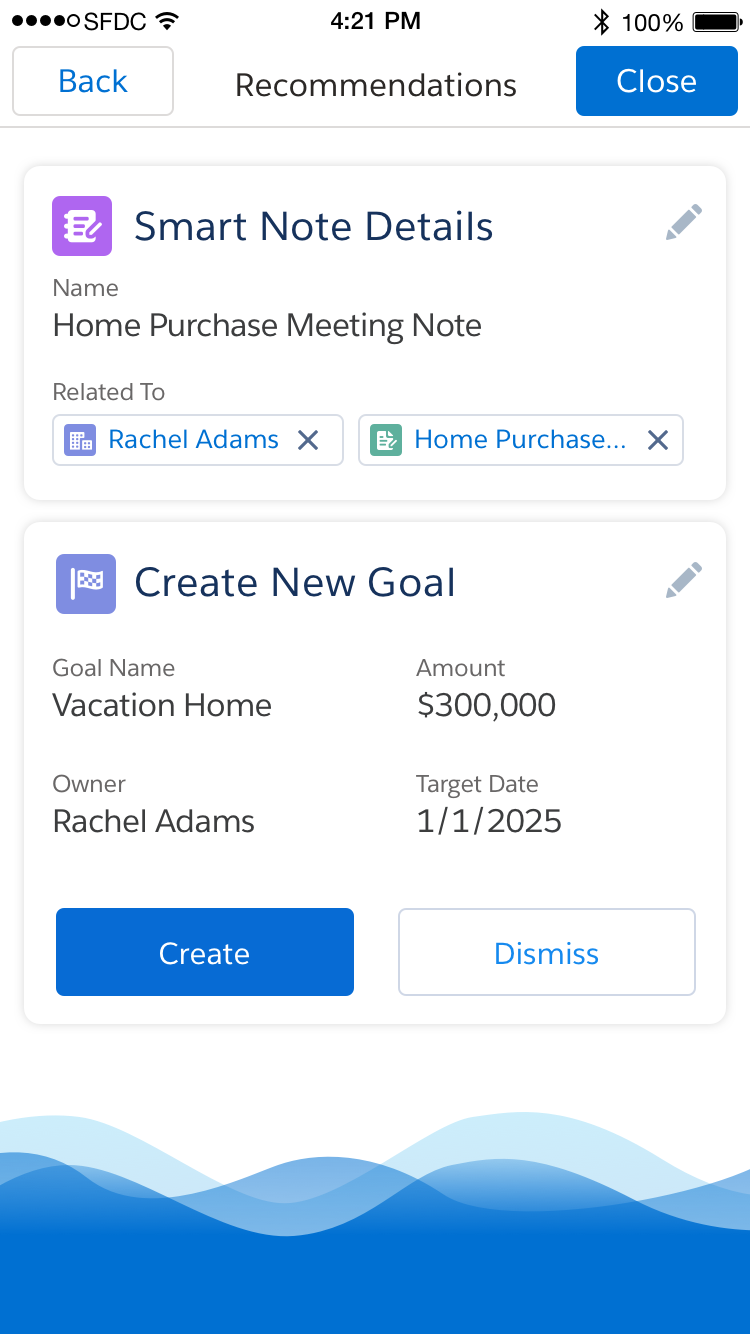 SFDC 4:21 PM 100%
Back Recommendations Close
Smart Note Details
Name
Home Purchase Meeting Note
Related To
Rachel Adams Home Purchase...
Create New Goal
Goal Name Amount
Vacation Home $300,000
Owner Target Date
Rachel Adams 1/1/2025
Create Dismiss